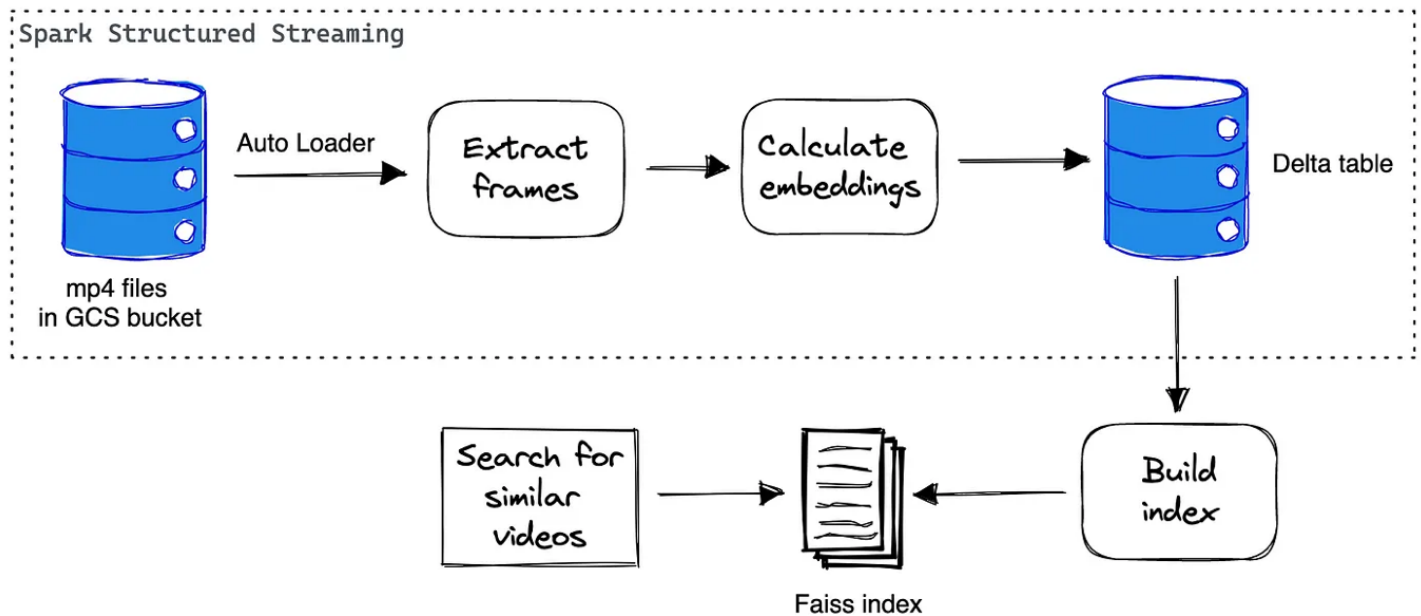 Spark Structured Streaming
Auto Loader
Extract
frames
Calculate
embeddings
Delta table
mp4 files
in GCS bucket
Search for
similar
videos
Build
index
Faiss index